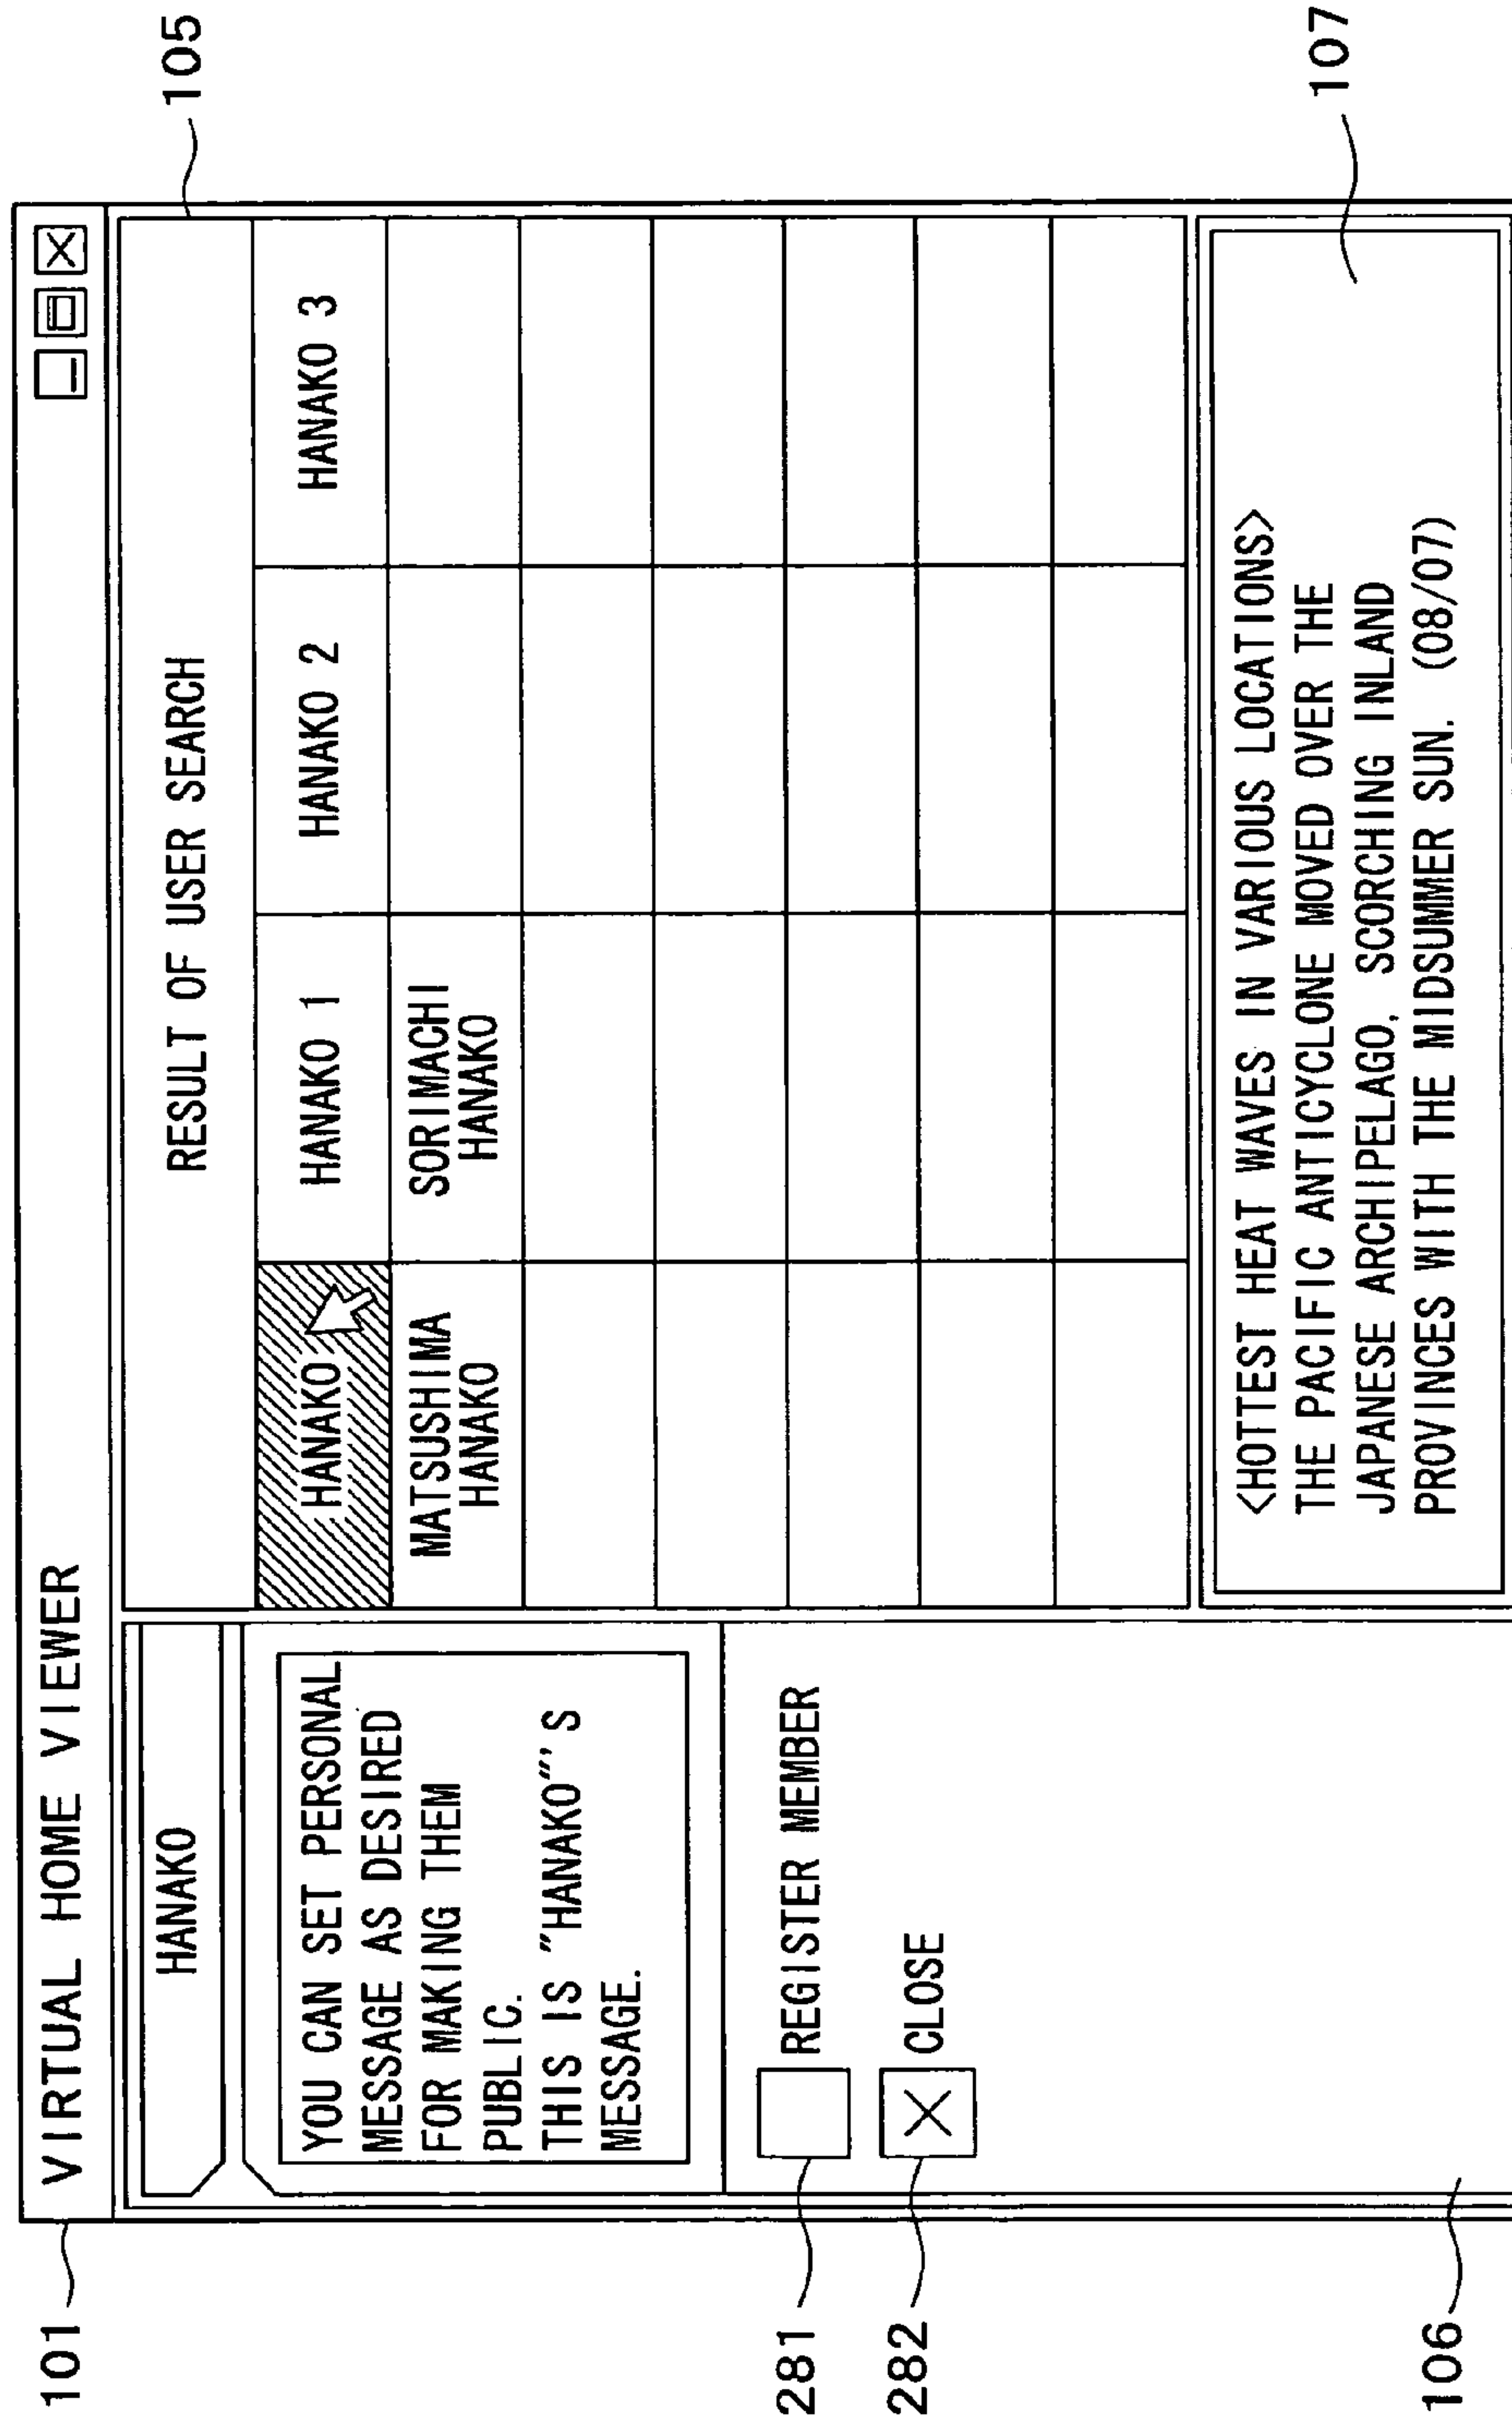 101
VIRTUAL HOME VIEWER
HANAKO
YOU CAN SET PERSONAL
MESSAGE AS DESIRED
FOR MAKING THEM
PUBLIC.
THIS IS "HANAKO"'S
MESSAGE.
281
REGISTER MEMBER
282
CLOSE
106
105
RESULT OF USER SEARCH
HANAKO
HANAKO 1
HANAKO 2
HANAKO 3
MATSUSHIMA
HANAKO
SORIMACHI
HANAKO
107
<HOTTEST HEAT WAVES IN VARIOUS LOCATIONS>
THE PACIFIC ANTICYCLONE MOVED OVER THE
JAPANESE ARCHIPELAGO, SCORCHING INLAND
PROVINCES WITH THE MIDSUMMER SUN. (08/07)